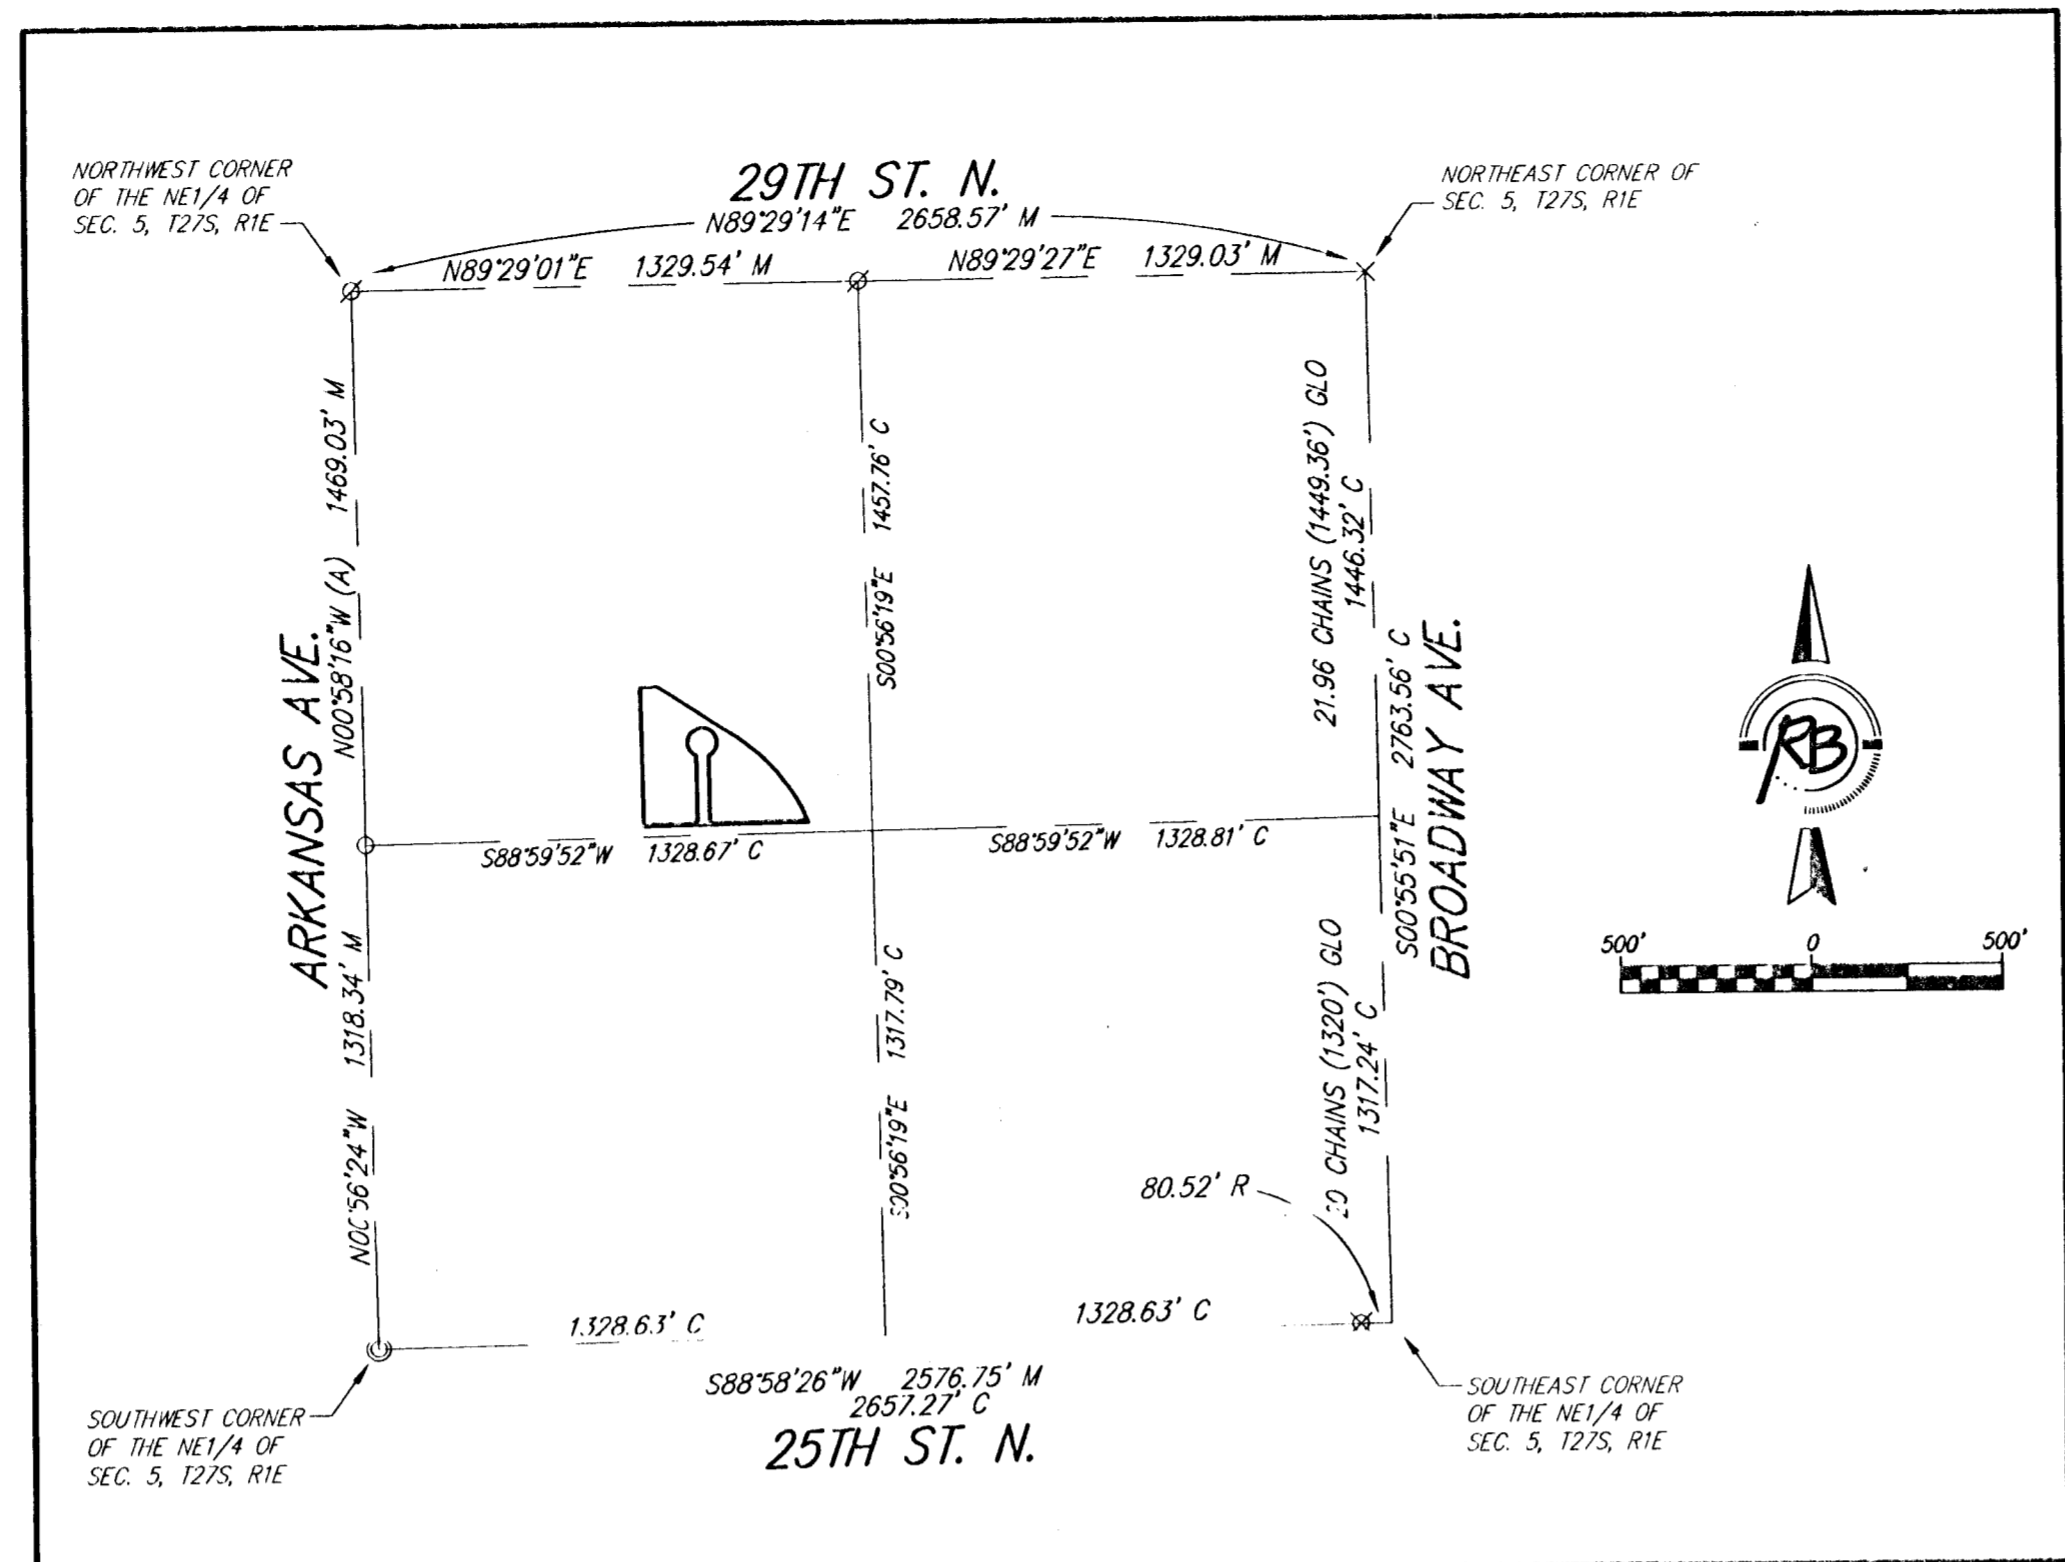 NORTHWEST CORNER
OF THE NE1/4 OF
SEC. 5, T27S, R1E
29TH ST. N.
N89°29'14"E 2658.57' M
NORTHEAST CORNER OF
SEC. 5, T27S, R1E
N89°29'01"E 1329.54' M
N89°29'27"E 1329.03' M
ARKANSAS AVE.
N00°58'16"W (A) 1469.03' M
S00°56'19"E 1457.76' C
21.96 CHAINS (1449.36') GLO
1446.32' C
S00°55'51"E 2763.56' C
BROADWAY AVE.
RB
S88°59'52"W 1328.67' C
S88°59'52"W 1328.81' C
500' 0 500'
N00°56'24"W 1318.34' M
S00°56'19"E 1317.79' C
20 CHAINS (1320') GLO
1317.24' C
80.52' R
1328.63' C
1328.63' C
S88°58'26"W 2576.75' M
2657.27' C
25TH ST. N.
SOUTHWEST CORNER
OF THE NE1/4 OF
SEC. 5, T27S, R1E
SOUTHEAST CORNER
OF THE NE1/4 OF
SEC. 5, T27S, R1E